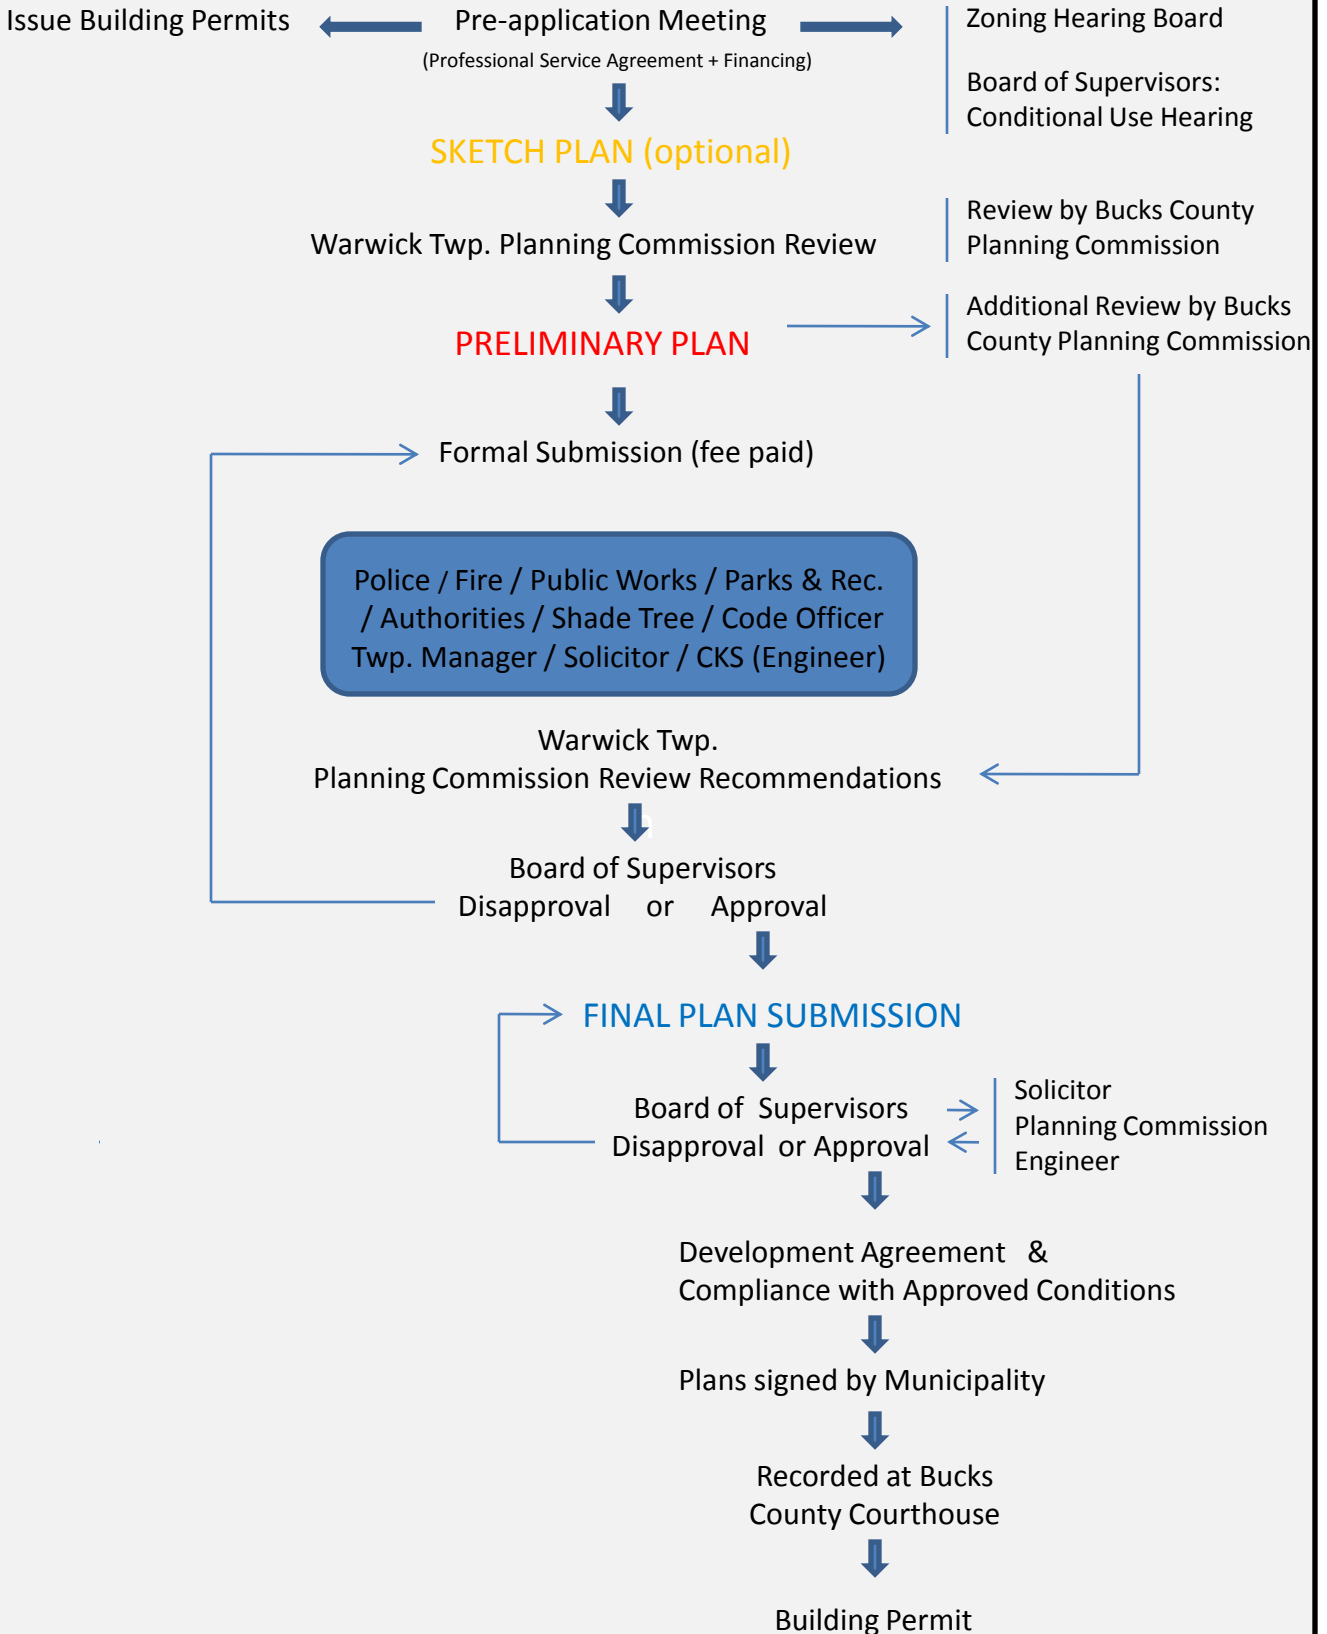 Issue Building Permits
Pre-application Meeting
(Professional Service Agreement + Financing)
Zoning Hearing Board
Board of Supervisors:
Conditional Use Hearing
SKETCH PLAN (optional)
Warwick Twp. Planning Commission Review
Review by Bucks County
Planning Commission
PRELIMINARY PLAN
Additional Review by Bucks
County Planning Commission
Formal Submission (fee paid)
Police / Fire / Public Works / Parks & Rec.
/ Authorities / Shade Tree / Code Officer
Twp. Manager / Solicitor / CKS (Engineer)
Warwick Twp.
Planning Commission Review Recommendations
Board of Supervisors
Disapproval or Approval
FINAL PLAN SUBMISSION
Board of Supervisors
Disapproval or Approval
Solicitor
Planning Commission
Engineer
Development Agreement &
Compliance with Approved Conditions
Plans signed by Municipality
Recorded at Bucks
County Courthouse
Building Permit